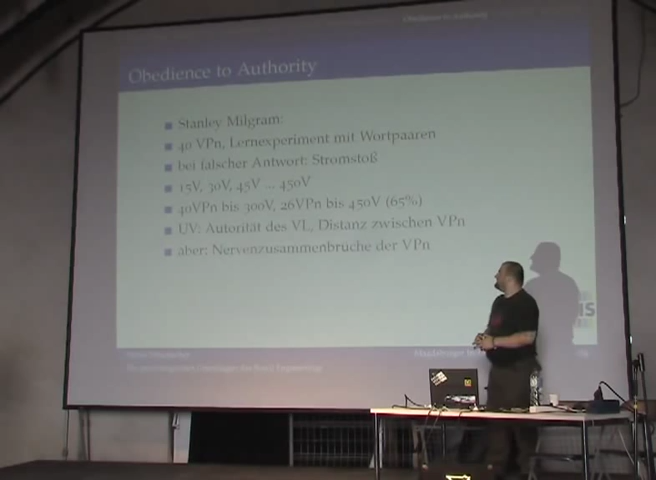 Obedience to Authority
Obedience to Authority
Stanley Milgram:
40 VPn, Lernexperiment mit Wortpaaren
bei falscher Antwort: Stromstoß
15V, 30V, 45V ... 450V
40VPn bis 300V, 26VPn bis 450V (65%)
UV: Autorität des VL, Distanz zwischen VPn
aber: Nervenzusammenbrüche der VPn
IS